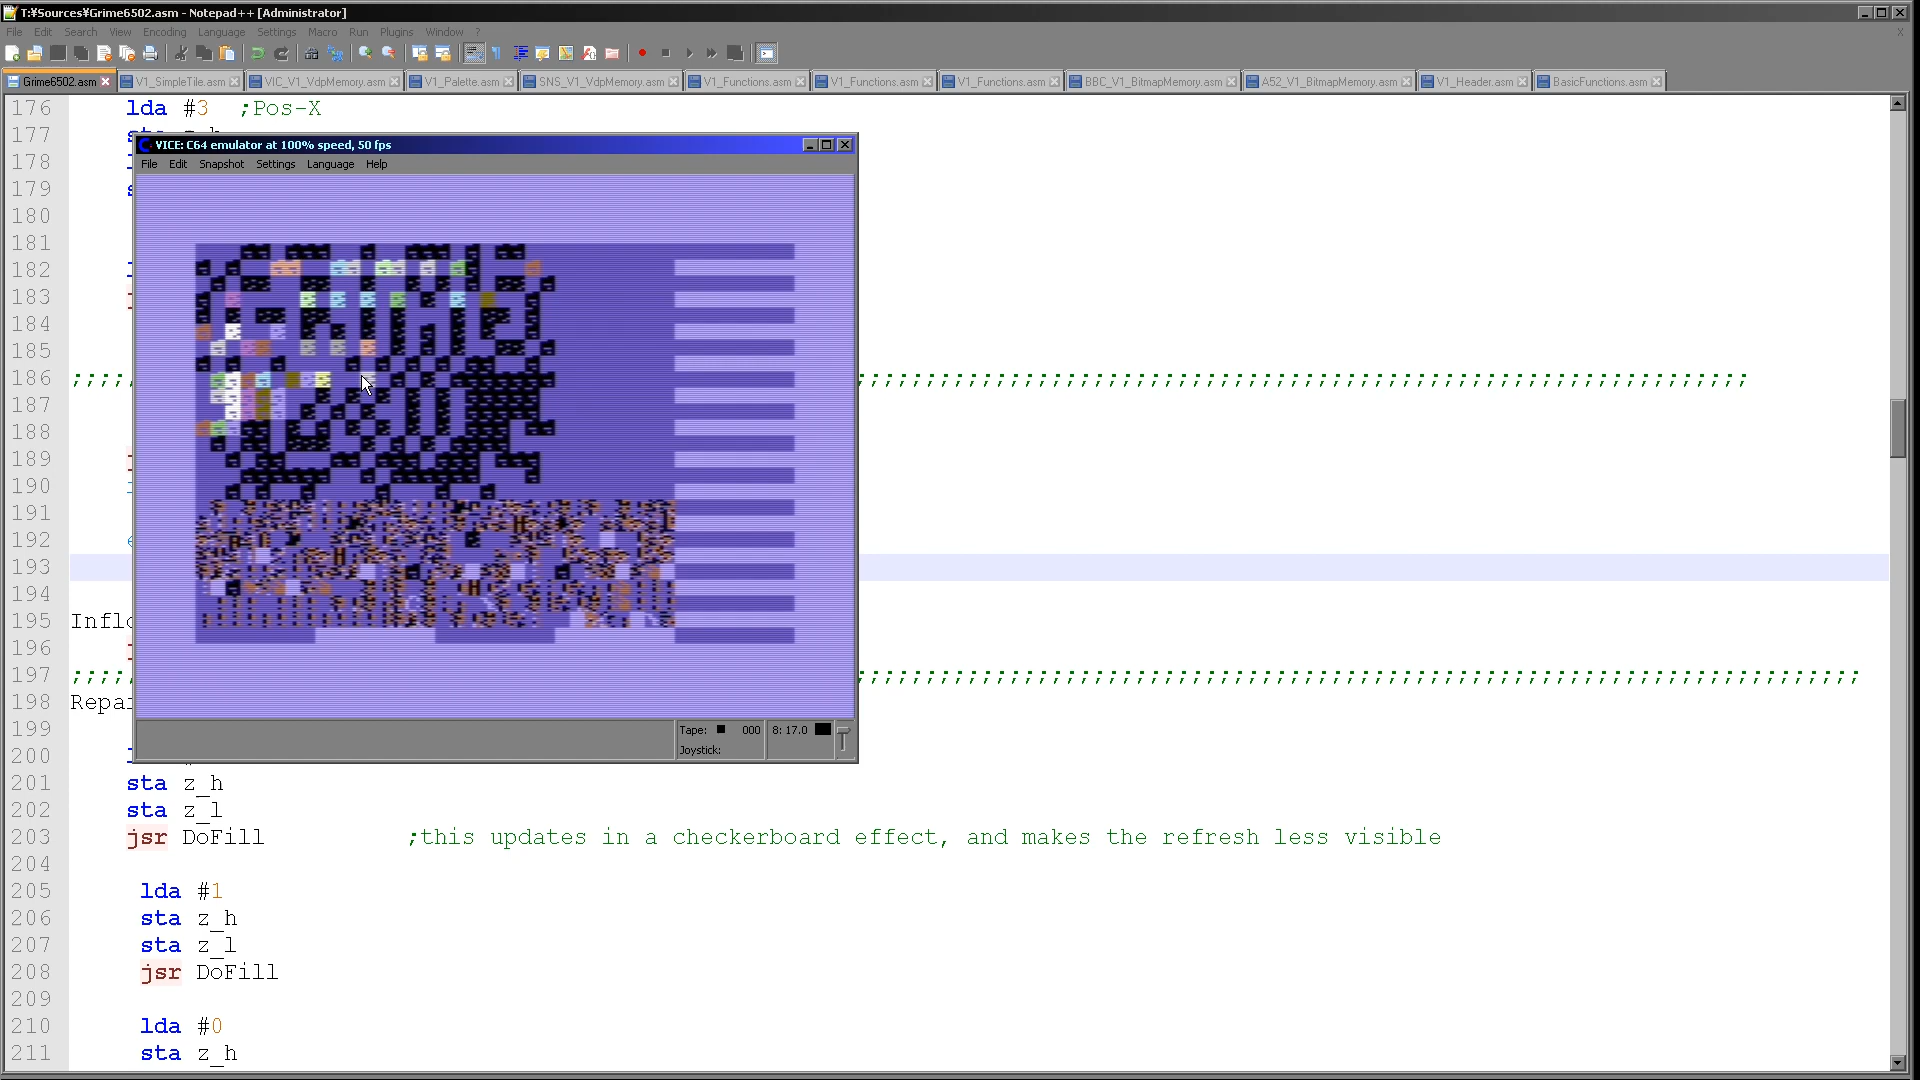 T:¥Sources¥Grime6502.asm - Notepad++ [Administrator]
File Edit Search View Encoding Language Settings Macro Run Plugins Window ? X
Grime6502.asm V1_SimpleTile.asm VIC_V1_VdpMemory.asm V1_Palette.asm SNS_V1_VdpMemory.asm V1_Functions.asm V1_Functions.asm V1_Functions.asm BBC_V1_BitmapMemory.asm A52_V1_BitmapMemory.asm V1_Header.asm BasicFunctions.asm
176 lda #3 ;Pos-X
177
VICE: C64 emulator at 100% speed, 50 fps
178
File Edit Snapshot Settings Language Help
179
180
181
182
183
184
185
186 ;;;;;;;;;;;;;;;;;;;;;;;;;;;;;;;;;;;;;;;;;;;;;;;;;;;;;;;;;;;;;;;;;;;;
187
188
189
190
191
192
193
194
195 Infl
196
197 ;;;;;;;;;;;;;;;;;;;;;;;;;;;;;;;;;;;;;;;;;;;;;;;;;;;;;;;;;;;;;;;;;;;;;;;;;;;;
198 Repa
199
Tape: 000 8: 17.0
Joystick:
200
201 sta z_h
202 sta z_l
203 jsr DoFill ;this updates in a checkerboard effect, and makes the refresh less visible
204
205 lda #1
206 sta z_h
207 sta z_l
208 jsr DoFill
209
210 lda #0
211 sta z_h